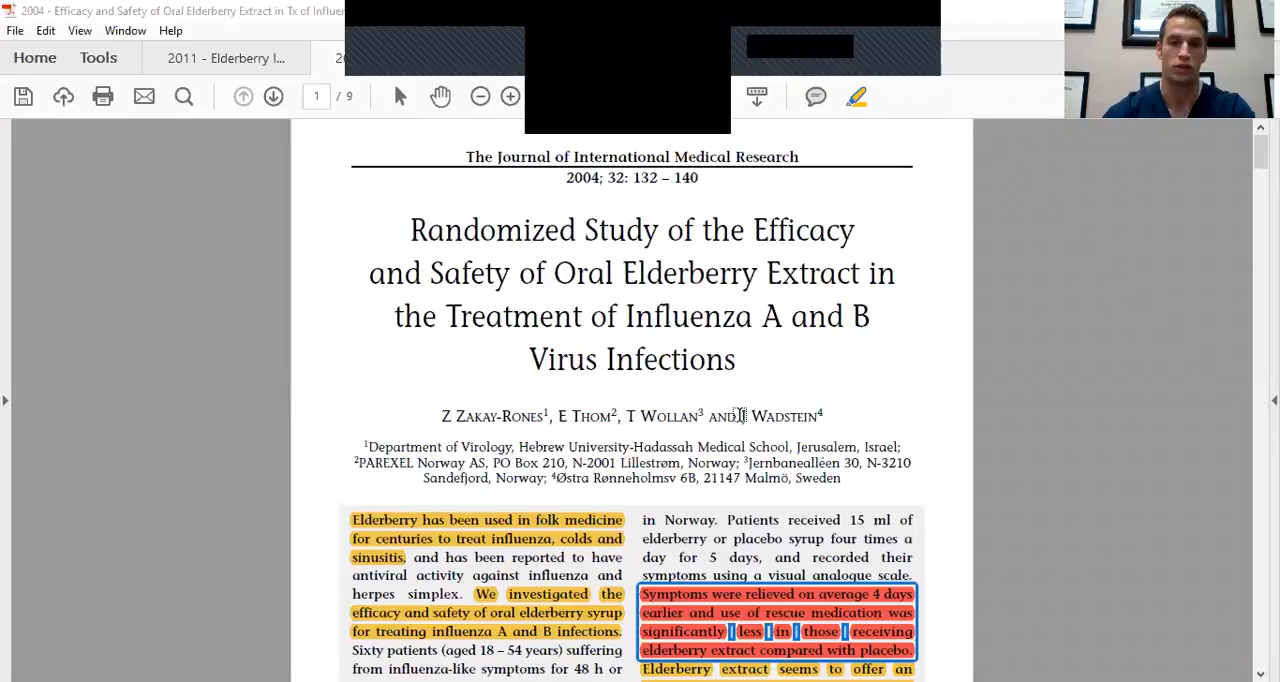 2004 - Efficacy and Safety of Oral Elderberry Extract in Tx of Influen
File Edit View Window Help
Home Tools 2011 - Elderberry I... 20
1 / 9
The Journal of International Medical Research
2004; 32: 132 – 140
Randomized Study of the Efficacy
and Safety of Oral Elderberry Extract in
the Treatment of Influenza A and B
Virus Infections
Z Zakay-Rones¹, E Thom², T Wollan³ and J Wadstein⁴
¹Department of Virology, Hebrew University-Hadassah Medical School, Jerusalem, Israel;
²PAREXEL Norway AS, PO Box 210, N-2001 Lillestrøm, Norway; ³Jernbanealléen 30, N-3210
Sandefjord, Norway; ⁴Østra Rønneholmsv 6B, 21147 Malmö, Sweden
Elderberry has been used in folk medicine
for centuries to treat influenza, colds and
sinusitis, and has been reported to have
antiviral activity against influenza and
herpes simplex. We investigated the
efficacy and safety of oral elderberry syrup
for treating influenza A and B infections.
Sixty patients (aged 18 – 54 years) suffering
from influenza-like symptoms for 48 h or
in Norway. Patients received 15 ml of
elderberry or placebo syrup four times a
day for 5 days, and recorded their
symptoms using a visual analogue scale.
Symptoms were relieved on average 4 days
earlier and use of rescue medication was
significantly less in those receiving
elderberry extract compared with placebo.
Elderberry extract seems to offer an